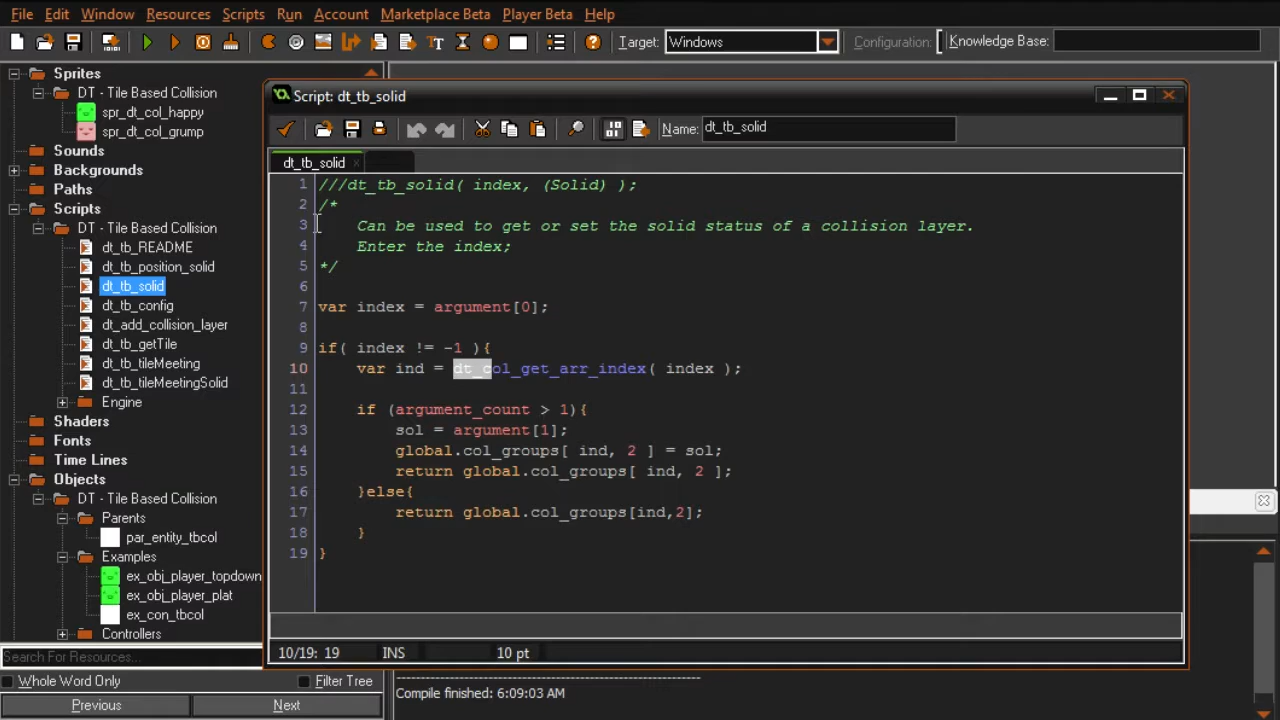 File Edit Window Resources Scripts Run Account Marketplace Beta Player Beta Help
Target: Windows Configuration: Knowledge Base:
Sprites
DT - Tile Based Collision
spr_dt_col_happy
spr_dt_col_grump
Sounds
Backgrounds
Paths
Scripts
DT - Tile Based Collision
dt_tb_README
dt_tb_position_solid
dt_tb_solid
dt_tb_config
dt_add_collision_layer
dt_tb_getTile
dt_tb_tileMeeting
dt_tb_tileMeetingSolid
Engine
Shaders
Fonts
Time Lines
Objects
DT - Tile Based Collision
Parents
par_entity_tbcol
Examples
ex_obj_player_topdown
ex_obj_player_plat
ex_con_tbcol
Controllers
Search For Resources...
Whole Word Only Filter Tree
Previous Next
Script: dt_tb_solid
Name: dt_tb_solid
dt_tb_solid
1 ///dt_tb_solid( index, (Solid) );
2 /*
3 Can be used to get or set the solid status of a collision layer.
4 Enter the index;
5 */
6
7 var index = argument[0];
8
9 if( index != -1 ){
10 var ind = dt_col_get_arr_index( index );
11
12 if (argument_count > 1){
13 sol = argument[1];
14 global.col_groups[ ind, 2 ] = sol;
15 return global.col_groups[ ind, 2 ];
16 }else{
17 return global.col_groups[ind,2];
18 }
19 }
10/19: 19 INS 10 pt
Compile finished: 6:09:03 AM